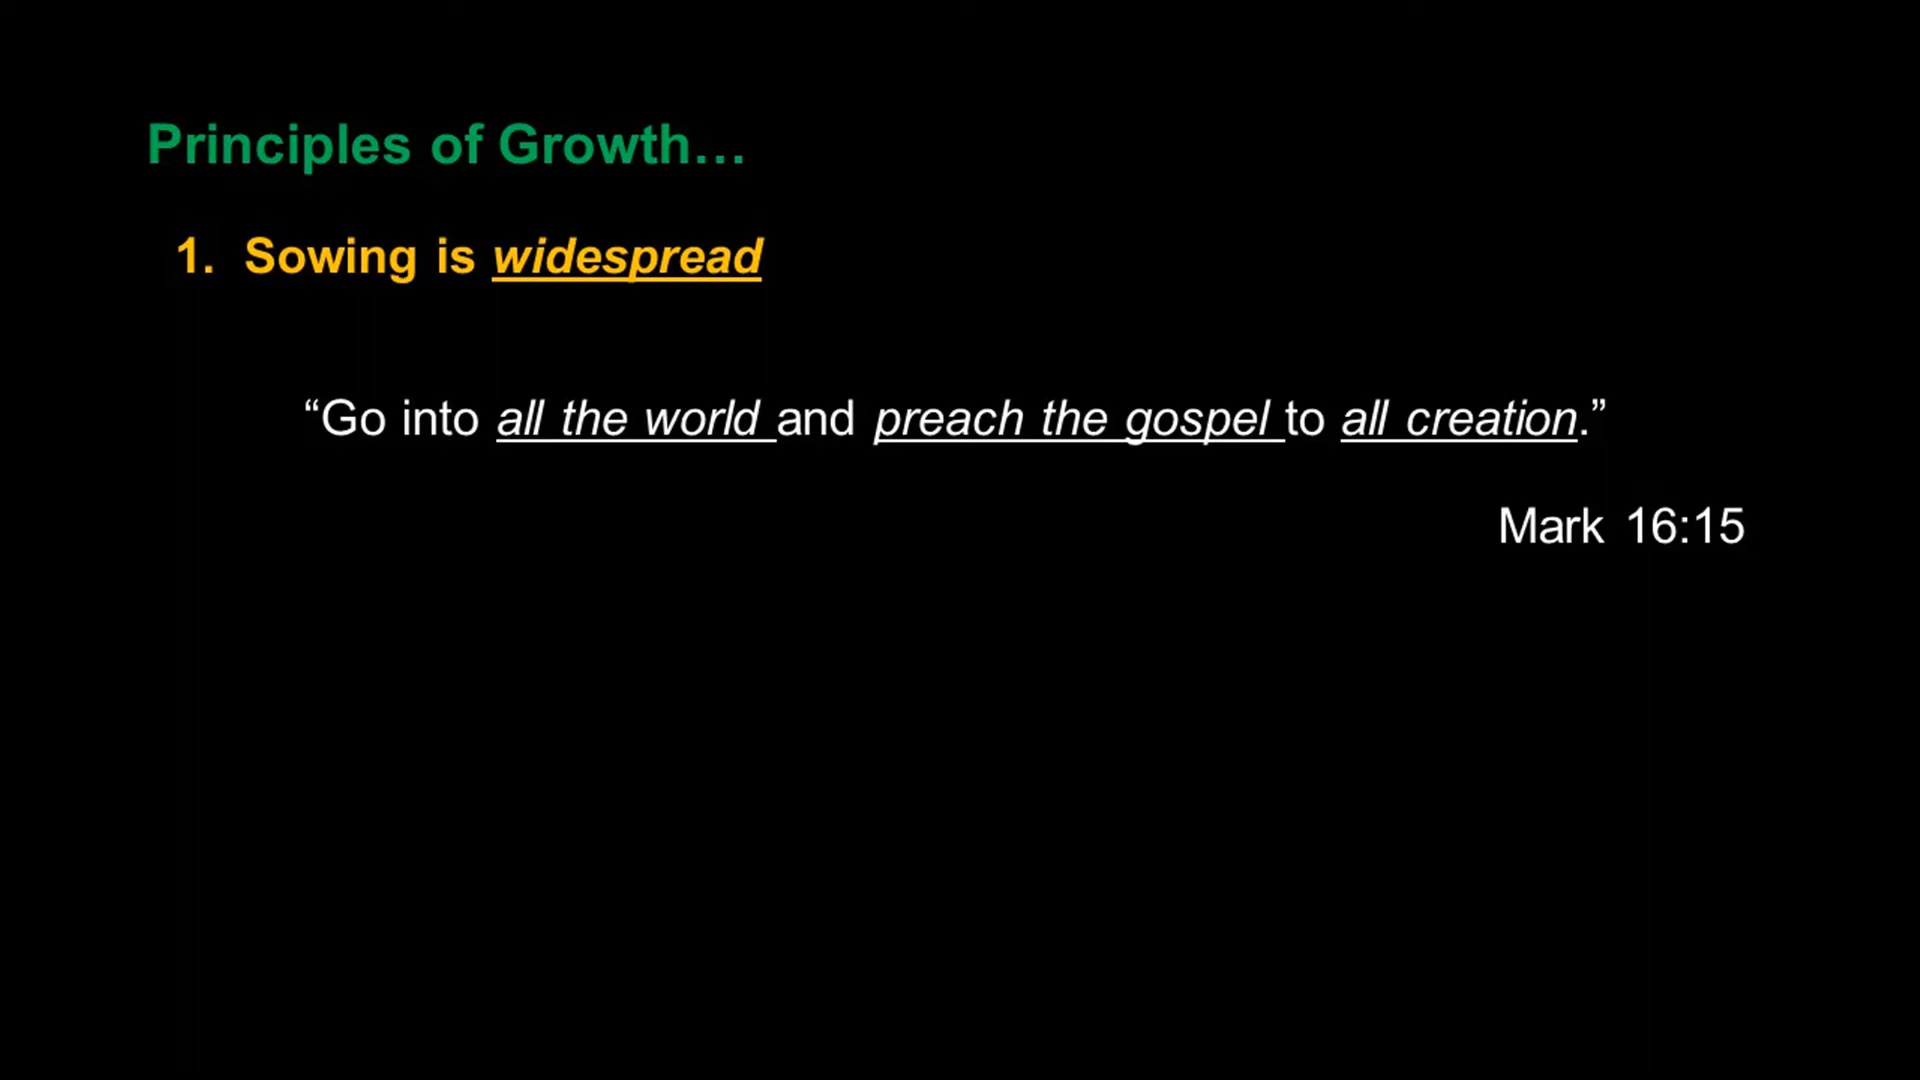 Principles of Growth…
1. Sowing is widespread
“Go into all the world and preach the gospel to all creation.”
Mark 16:15